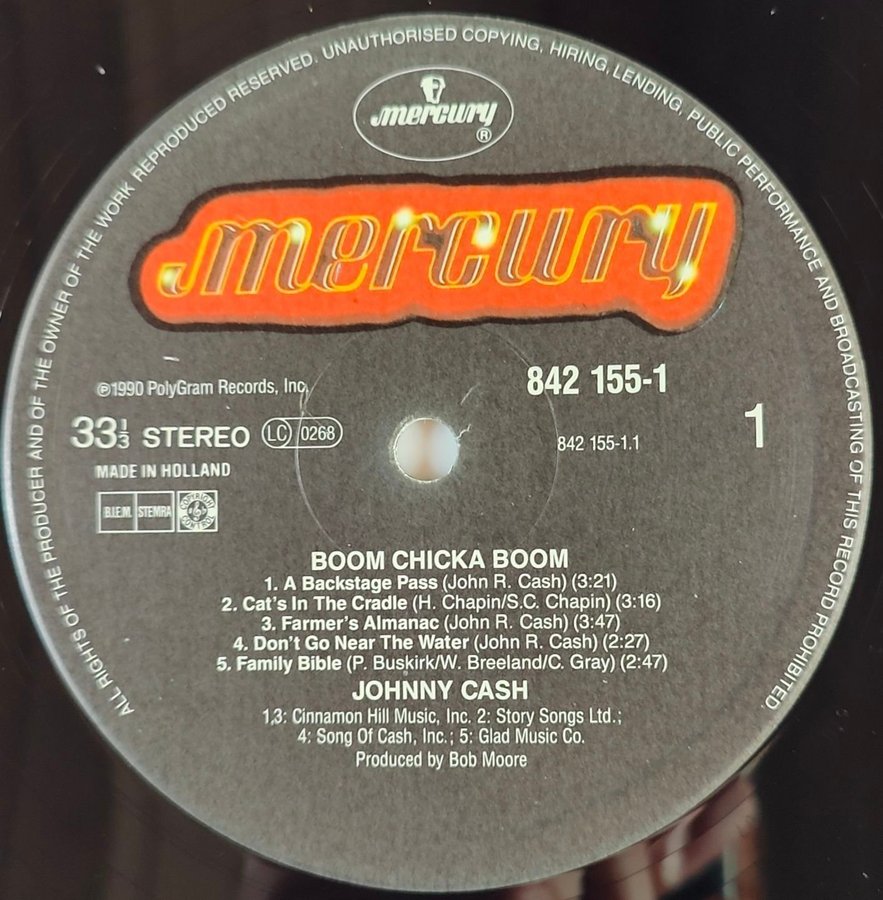 ALL RIGHTS OF THE PRODUCER AND OF THE OWNER OF THE WORK REPRODUCED RESERVED. UNAUTHORISED COPYING, HIRING, LENDING, PUBLIC PERFORMANCE AND BROADCASTING OF THIS RECORD PROHIBITED.
mercury
®
mercury
℗1990 PolyGram Records, Inc.
842 155-1
33⅓ STEREO LC 0268
842 155-1.1
1
MADE IN HOLLAND
B.I.E.M. STEMRA COPYRIGHT CONTROL
BOOM CHICKA BOOM
1. A Backstage Pass (John R. Cash) (3:21)
2. Cat's In The Cradle (H. Chapin/S.C. Chapin) (3:16)
3. Farmer's Almanac (John R. Cash) (3:47)
4. Don't Go Near The Water (John R. Cash) (2:27)
5. Family Bible (P. Buskirk/W. Breeland/C. Gray) (2:47)
JOHNNY CASH
1,3: Cinnamon Hill Music, Inc. 2: Story Songs Ltd.;
4: Song Of Cash, Inc.; 5: Glad Music Co.
Produced by Bob Moore